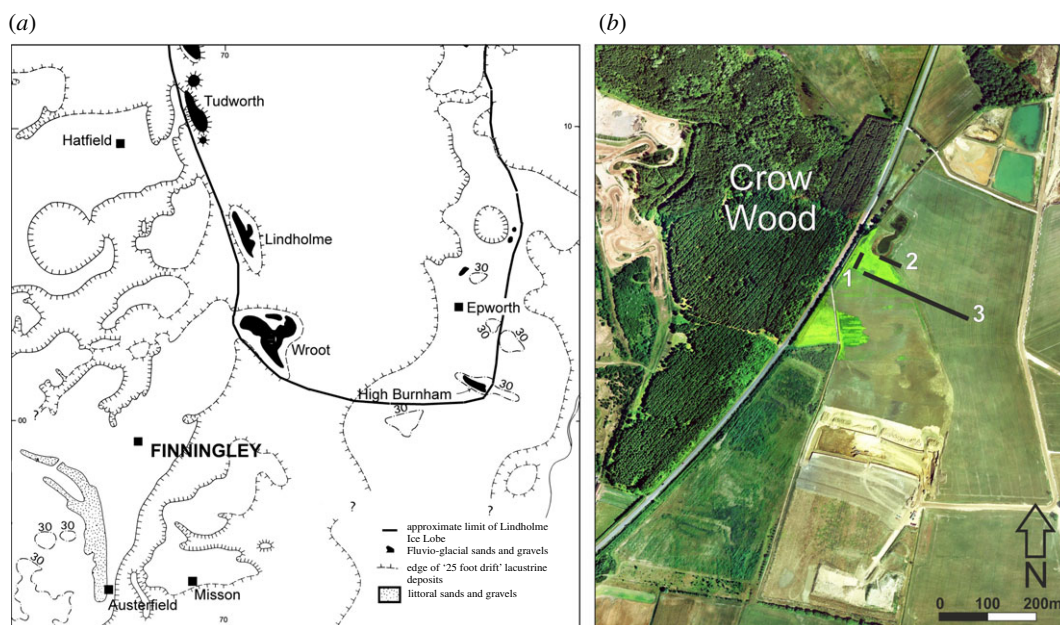 (a)
70
Tudworth
10
Hatfield
Lindholme
30
Epworth
30
Wroot
High Burnham
30
30
?
00
FINNINGLEY
?
?
30
30
30
approximate limit of Lindholme
Ice Lobe
Fluvio-glacial sands and gravels
edge of ‘25 foot drift’ lacustrine
deposits
littoral sands and gravels
Misson
Austerfield
70
(b)
Crow
Wood
1
2
3
N
0 100 200m